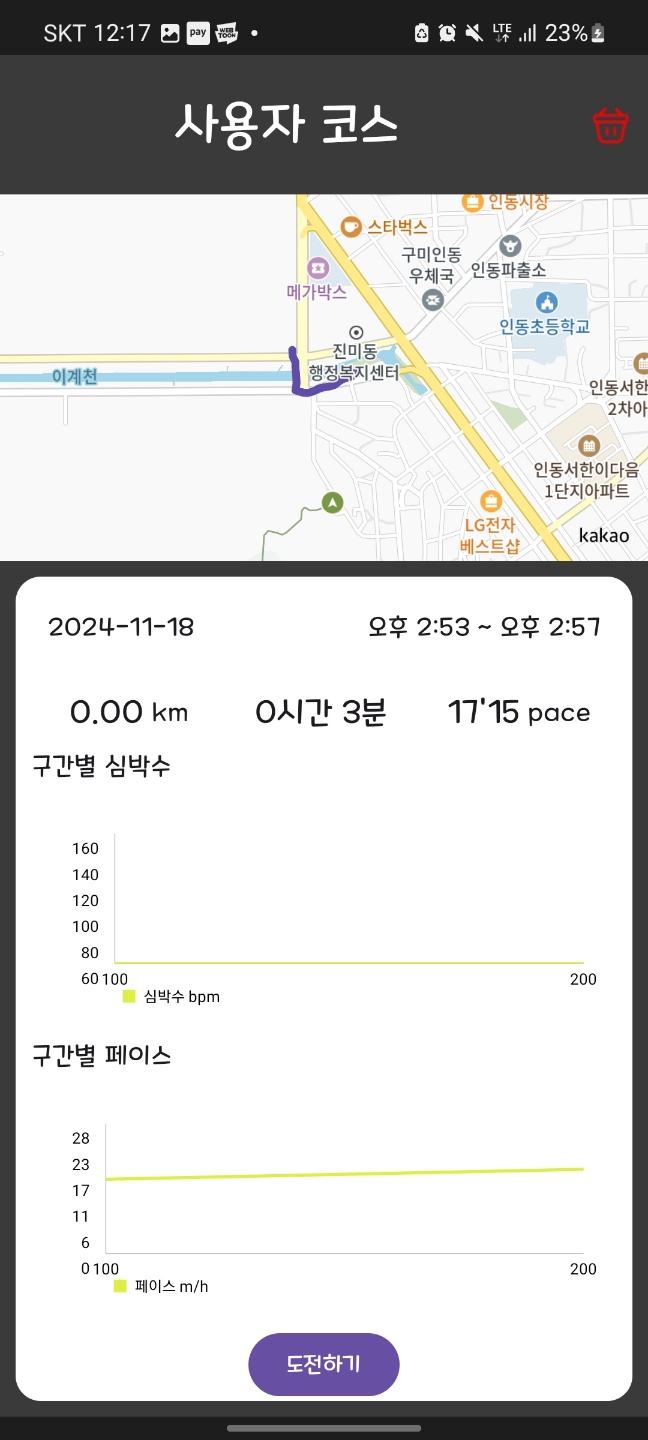 SKT 12:17 pay WEB TOON LTE 23%
사용자 코스
인동시장
스타벅스
구미인동
우체국
인동파출소
메가박스
인동초등학교
진미동
행정복지센터
이계천
인동서한
2차아
인동서한이다음
1단지아파트
LG전자
베스트샵
kakao
2024-11-18 오후 2:53 ~ 오후 2:57
0.00 km 0시간 3분 17'15 pace
구간별 심박수
160
140
120
100
80
60 100 200
심박수 bpm
구간별 페이스
28
23
17
11
6
0 100 200
페이스 m/h
도전하기